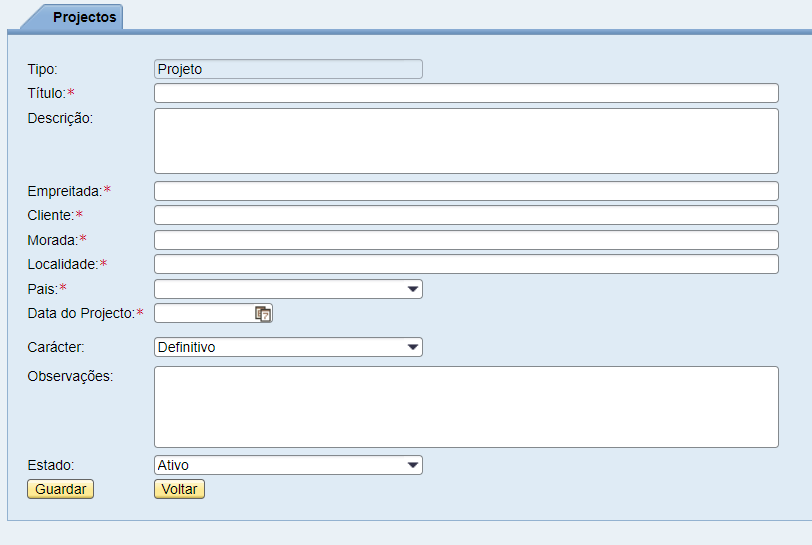 Projectos
Tipo: Projeto
Título:*
Descrição:
Empreitada:*
Cliente:*
Morada:*
Localidade:*
Pais:*
Data do Projecto:*
Carácter: Definitivo
Observações:
Estado: Ativo
Guardar Voltar